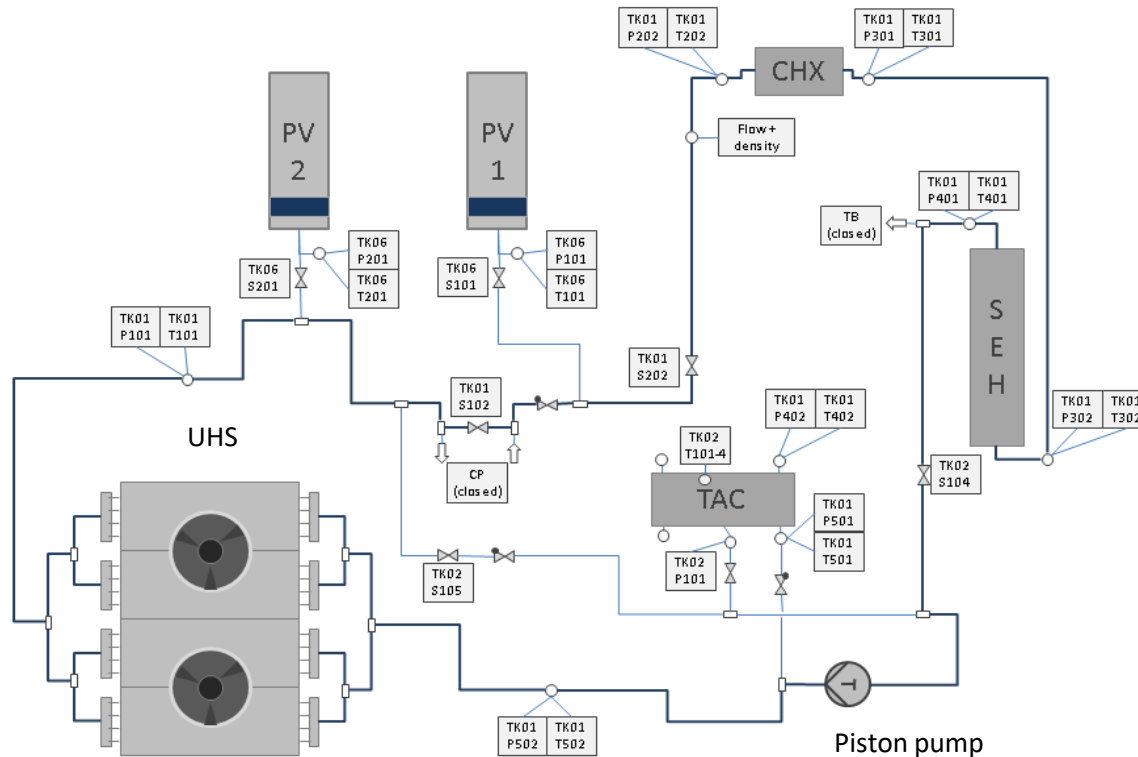 TK01
P202
TK01
T202
TK01
P301
TK01
T301
CHX
PV
2
PV
1
Flow+
density
TK01
P401
TK01
T401
TB
(closed)
TK06
P201
TK06
T201
TK06
S201
TK06
P101
TK06
T101
TK06
S101
SEH
TK01
P101
TK01
T101
TK01
S202
TK01
S102
TK01
P402
TK01
T402
TK01
P302
TK01
T302
UHS
CP
(closed)
TK02
T101-4
TK02
S104
TAC
TK01
P501
TK01
T501
TK02
P101
TK02
S105
T
TK01
P502
TK01
T502
Piston pump